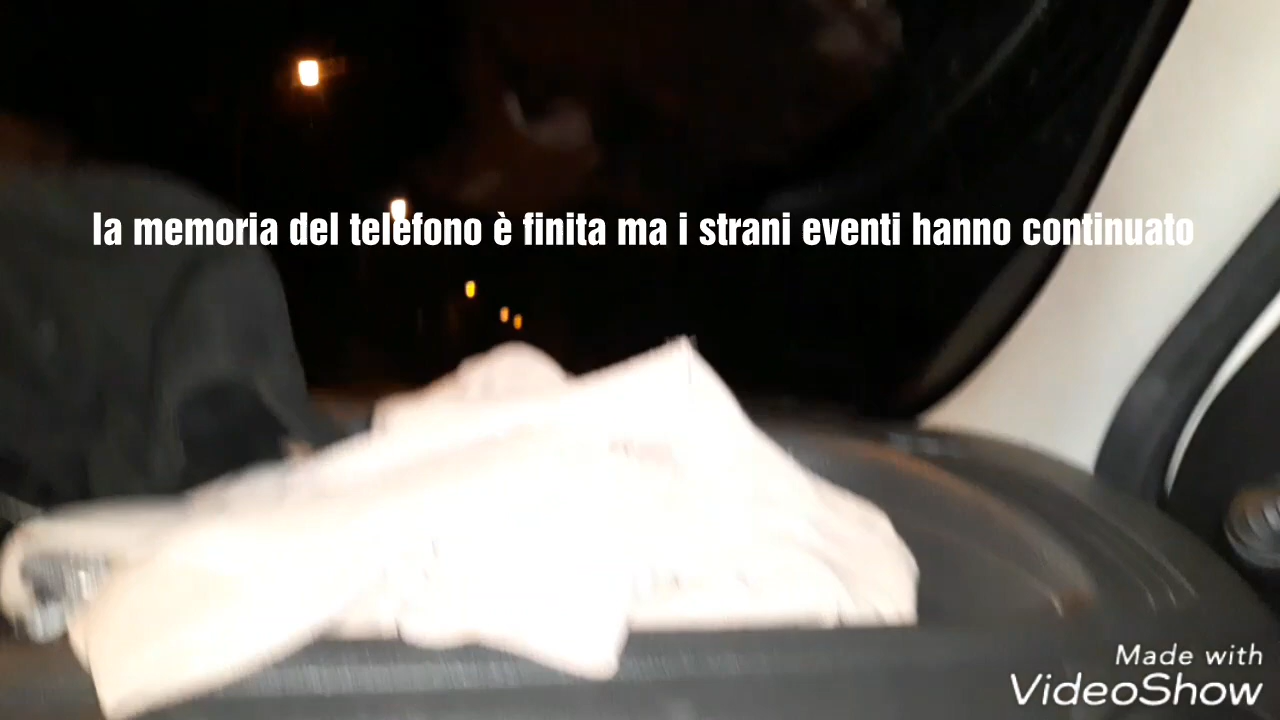 la memoria del telefono è finita ma i strani eventi hanno continuato
Made with
VideoShow